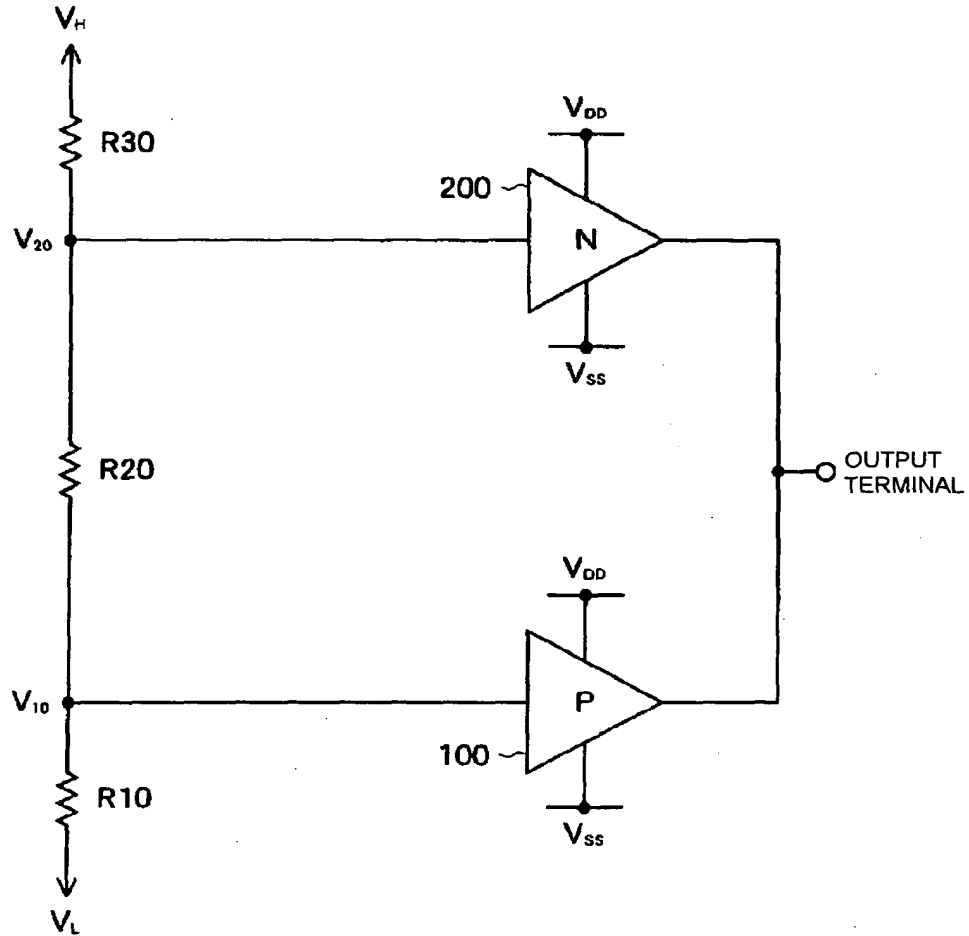 VH
R30
VDD
200
N
V20
VSS
R20
OUTPUT
TERMINAL
VDD
P
V10
100
R10
VSS
VL